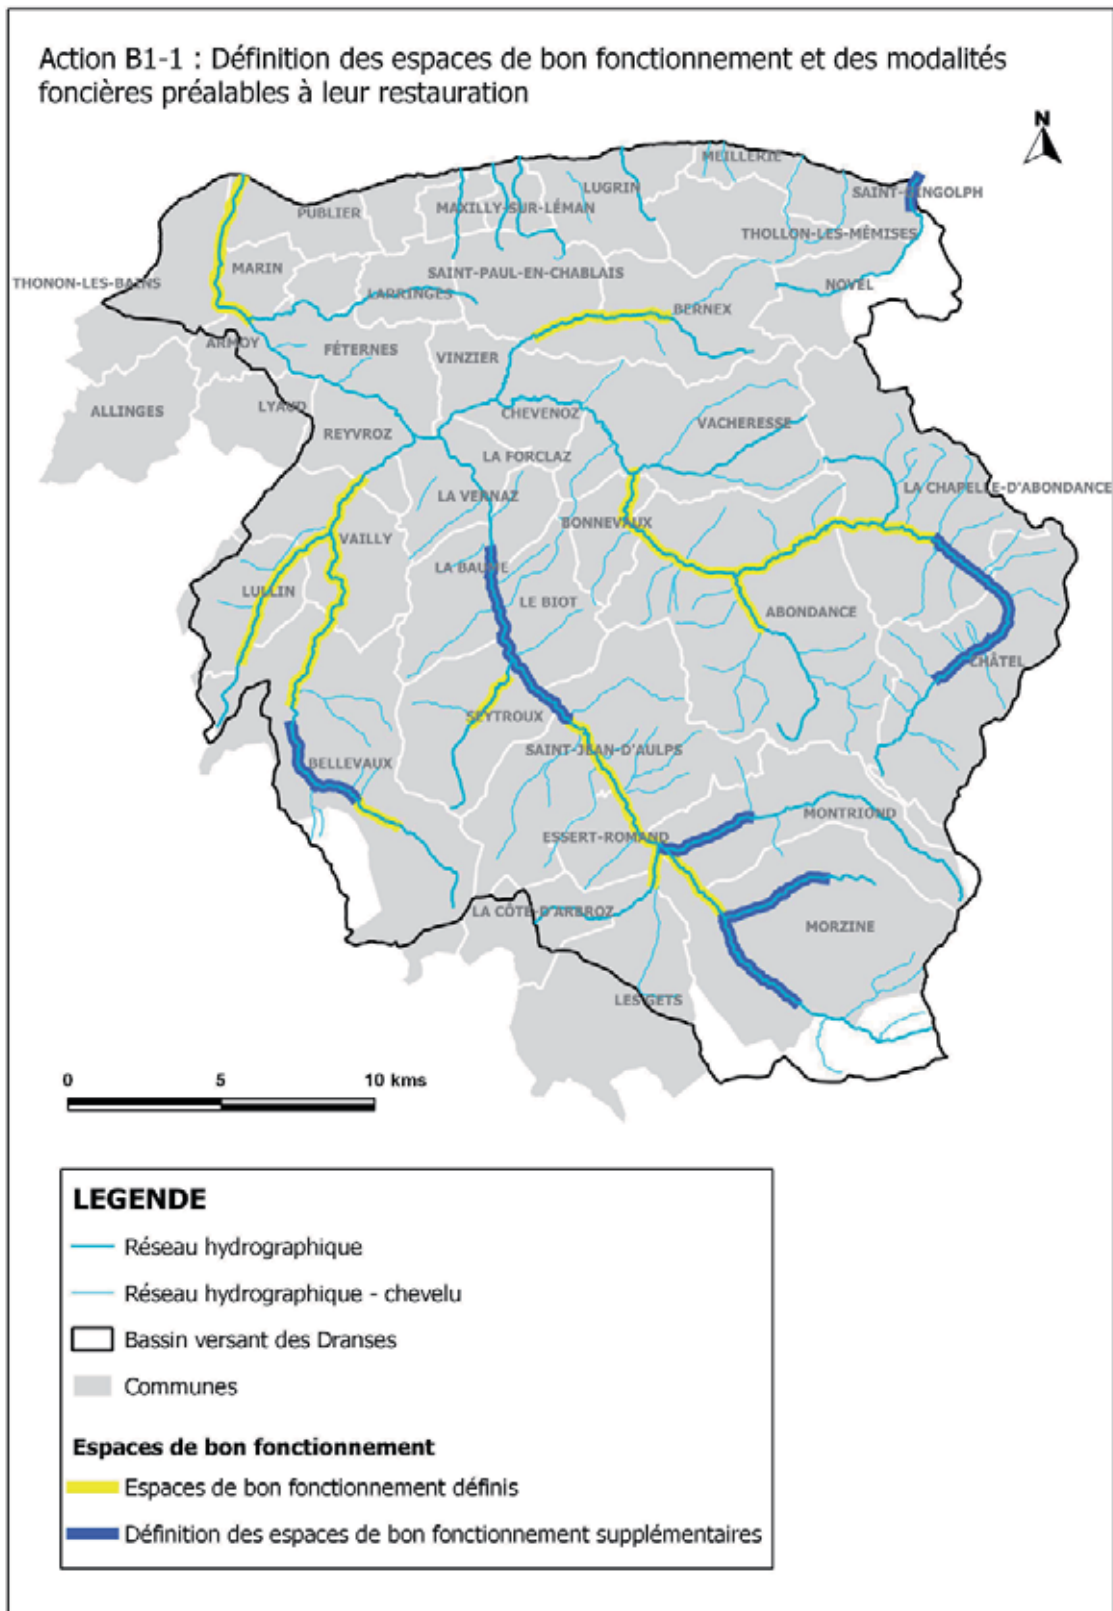 Action B1-1 : Définition des espaces de bon fonctionnement et des modalités
foncières préalables à leur restauration
N
MEILLERIE
LUGRIN
SAINT-GINGOLPH
PUBLIER
MAXILLY-SUR-LÉMAN
THOLLON-LES-MÉMISES
MARIN
SAINT-PAUL-EN-CHABLAIS
THONON-LES-BAINS
LARRINGES
NOVEL
BERNEX
ARMOY
FÉTERNES
VINZIER
ALLINGES
LYAUD
CHEVENOZ
REYVROZ
VACHERESSE
LA FORCLAZ
LA VERNAZ
LA CHAPELLE-D'ABONDANCE
BONNEVAUX
VAILLY
LA BAUME
LULLIN
LE BIOT
ABONDANCE
CHÂTEL
SEYTROUX
SAINT-JEAN-D'AULPS
BELLEVAUX
MONTRIOND
ESSERT-ROMAND
LA CÔTE-D'ARBROZ
MORZINE
LES GETS
0 5 10 kms
LEGENDE
Réseau hydrographique
Réseau hydrographique - chevelu
Bassin versant des Dranses
Communes
Espaces de bon fonctionnement
Espaces de bon fonctionnement définis
Définition des espaces de bon fonctionnement supplémentaires